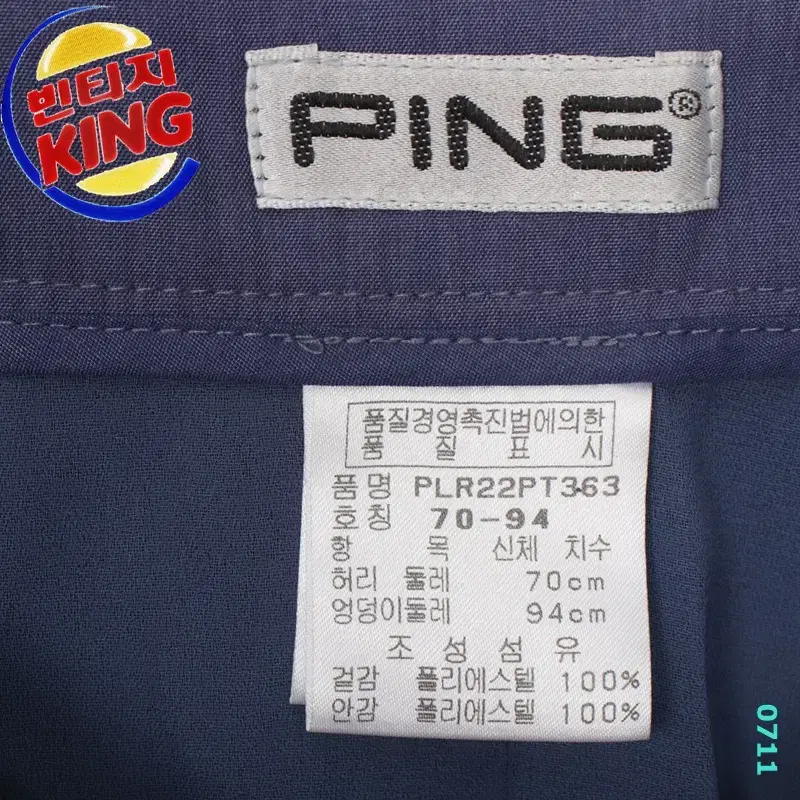 빈티지
KING
PING®
품질경영촉진법에의한
품 질 표 시
품명 PLR22PT363
호칭 70-94
항 목 신체 치수
허리 둘레 70cm
엉덩이둘레 94cm
조 성 섬 유
겉감 폴리에스텔 100%
안감 폴리에스텔 100%
0711